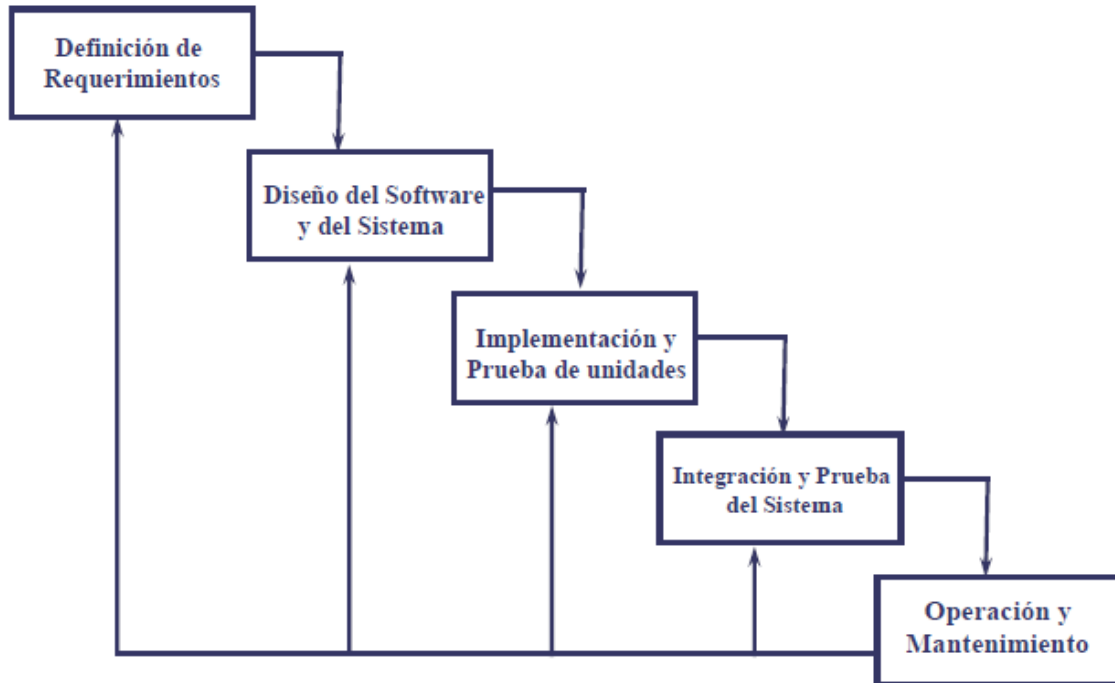 Definición de
Requerimientos
Diseño del Software
y del Sistema
Implementación y
Prueba de unidades
Integración y Prueba
del Sistema
Operación y
Mantenimiento